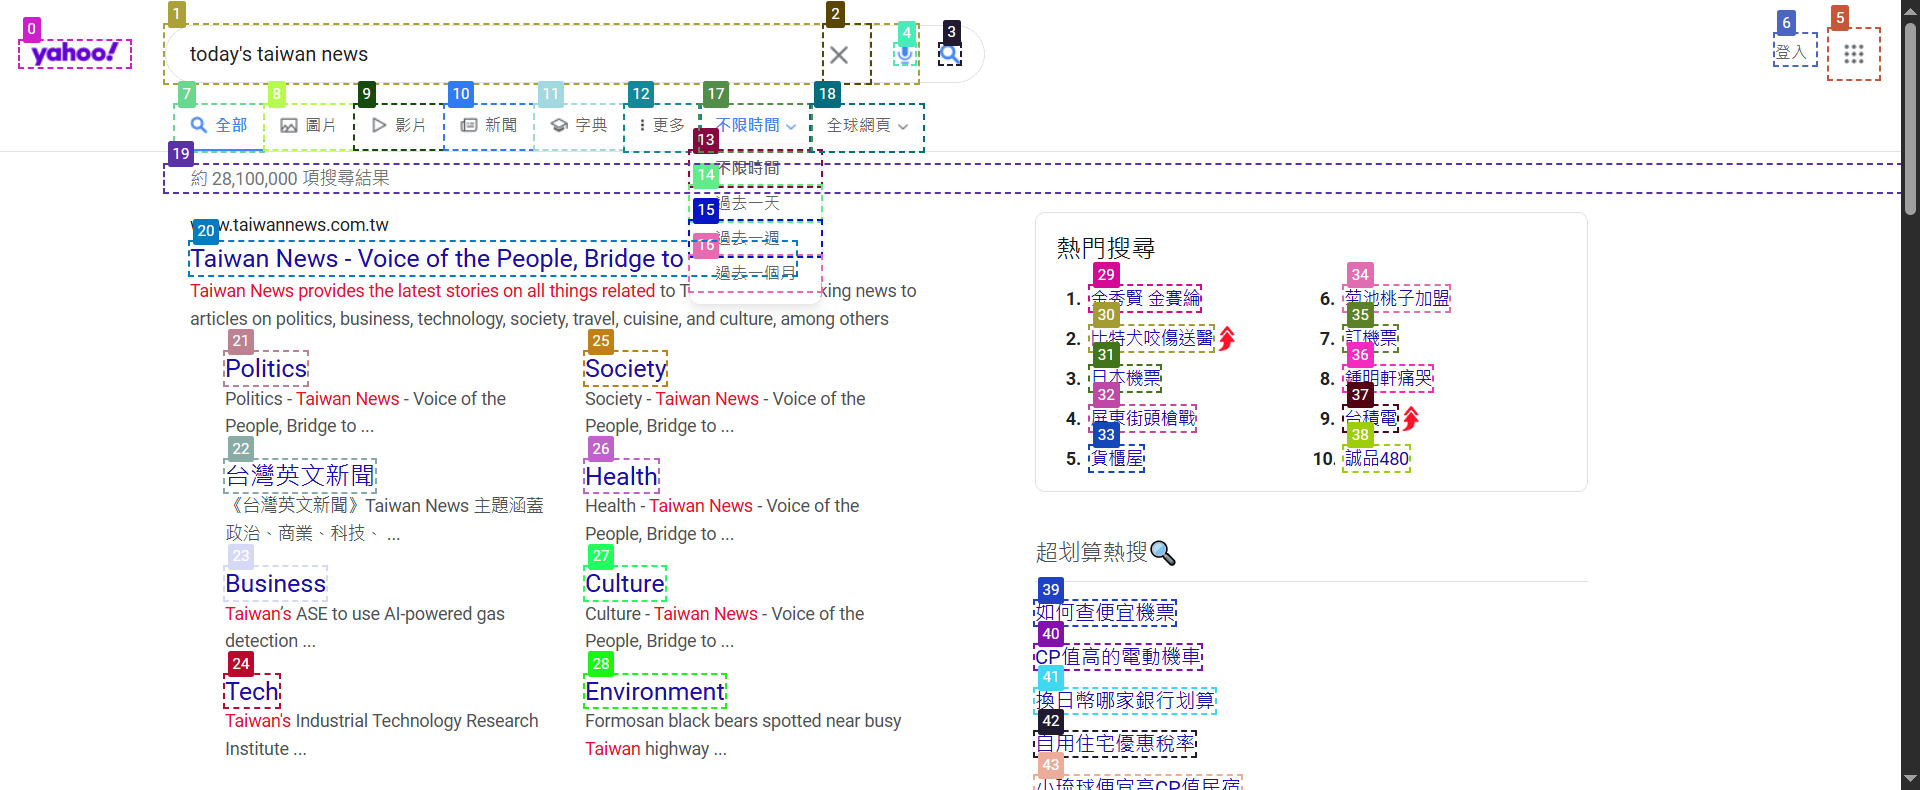 yahoo!
today's taiwan news
登入
全部
圖片
影片
新聞
字典
更多
不限時間
全球網頁
不限時間
過去一天
過去一週
過去一個月
約 28,100,000 項搜尋結果
www.taiwannews.com.tw
Taiwan News - Voice of the People, Bridge to
Taiwan News provides the latest stories on all things related to
king news to
articles on politics, business, technology, society, travel, cuisine, and culture, among others
Politics
Politics - Taiwan News - Voice of the
People, Bridge to ...
台灣英文新聞
《台灣英文新聞》Taiwan News 主題涵蓋
政治、商業、科技、 ...
Business
Taiwan’s ASE to use AI-powered gas
detection ...
Tech
Taiwan's Industrial Technology Research
Institute ...
Society
Society - Taiwan News - Voice of the
People, Bridge to ...
Health
Health - Taiwan News - Voice of the
People, Bridge to ...
Culture
Culture - Taiwan News - Voice of the
People, Bridge to ...
Environment
Formosan black bears spotted near busy
Taiwan highway ...
熱門搜尋
1. 金秀賢 金賽綸
2. 比特犬咬傷送醫
3. 日本機票
4. 屏東街頭槍戰
5. 貨櫃屋
6. 菊池桃子加盟
7. 訂機票
8. 鍾明軒痛哭
9. 台積電
10. 誠品480
超划算熱搜🔍
如何查便宜機票
CP值高的電動機車
換日幣哪家銀行划算
自用住宅優惠稅率
小琉球便宜高CP值民宿
0
1
2
3
4
5
6
7
8
9
10
11
12
13
14
15
16
17
18
19
20
21
22
23
24
25
26
27
28
29
30
31
32
33
34
35
36
37
38
39
40
41
42
43